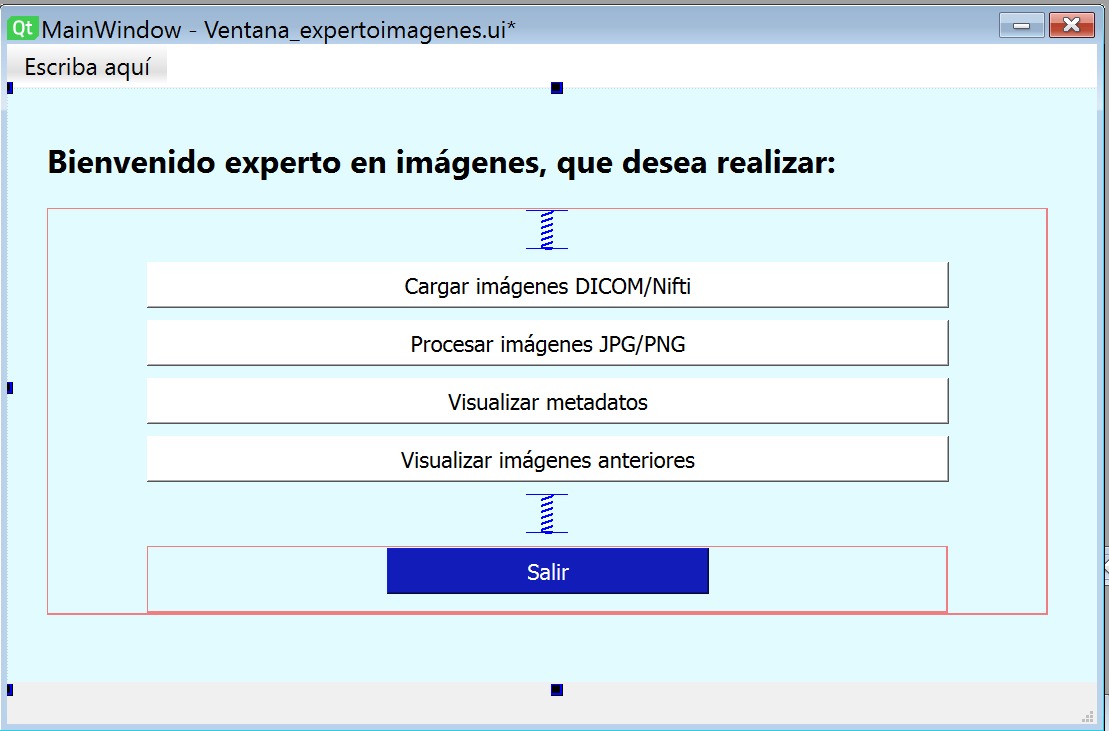 Qt MainWindow - Ventana_expertoimagenes.ui*
Escriba aquí
Bienvenido experto en imágenes, que desea realizar:
Cargar imágenes DICOM/Nifti
Procesar imágenes JPG/PNG
Visualizar metadatos
Visualizar imágenes anteriores
Salir